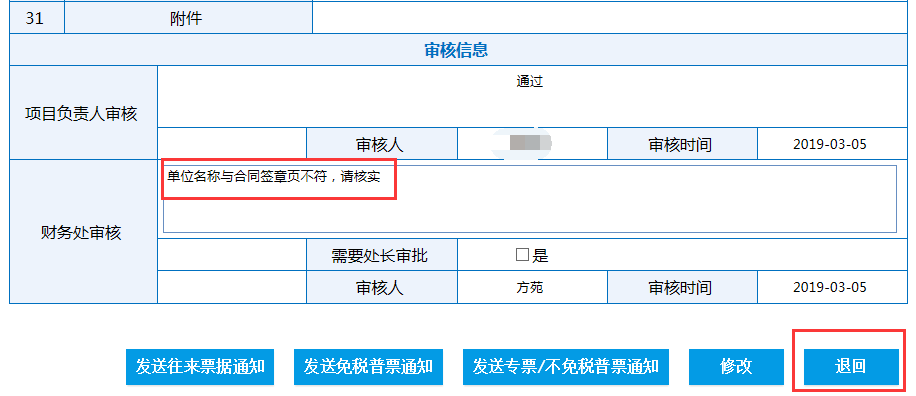 31 附件
审核信息
通过
项目负责人审核
审核人 审核时间 2019-03-05
单位名称与合同签章页不符，请核实
财务处审核
需要处长审批 是
审核人 方苑 审核时间 2019-03-05
发送往来票据通知 发送免税普票通知 发送专票/不免税普票通知 修改 退回